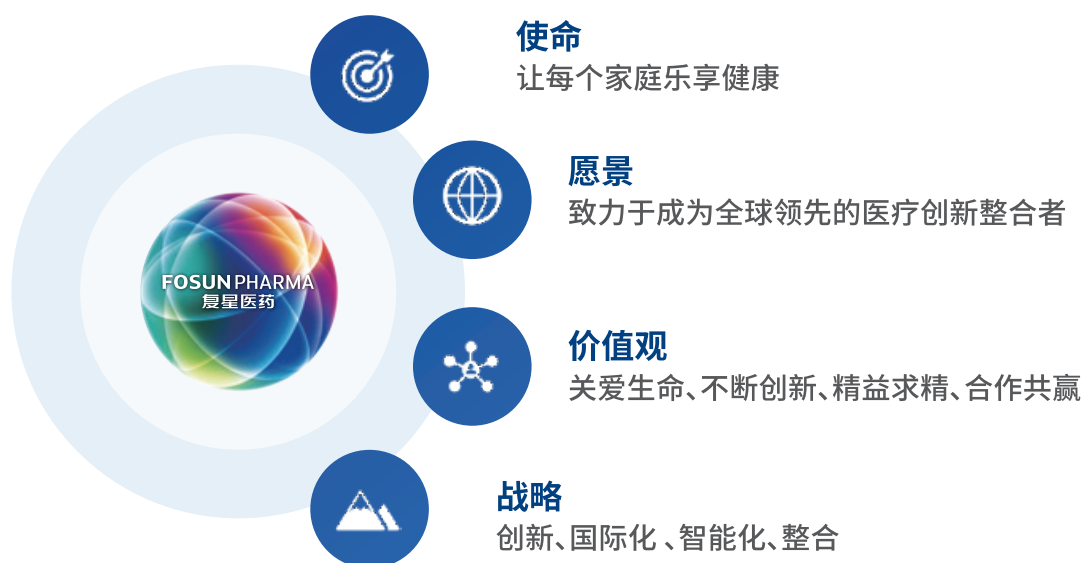 使命
让每个家庭乐享健康
愿景
致力于成为全球领先的医疗创新整合者
FOSUN PHARMA
复星医药
价值观
关爱生命、不断创新、精益求精、合作共赢
战略
创新、国际化 、智能化、整合